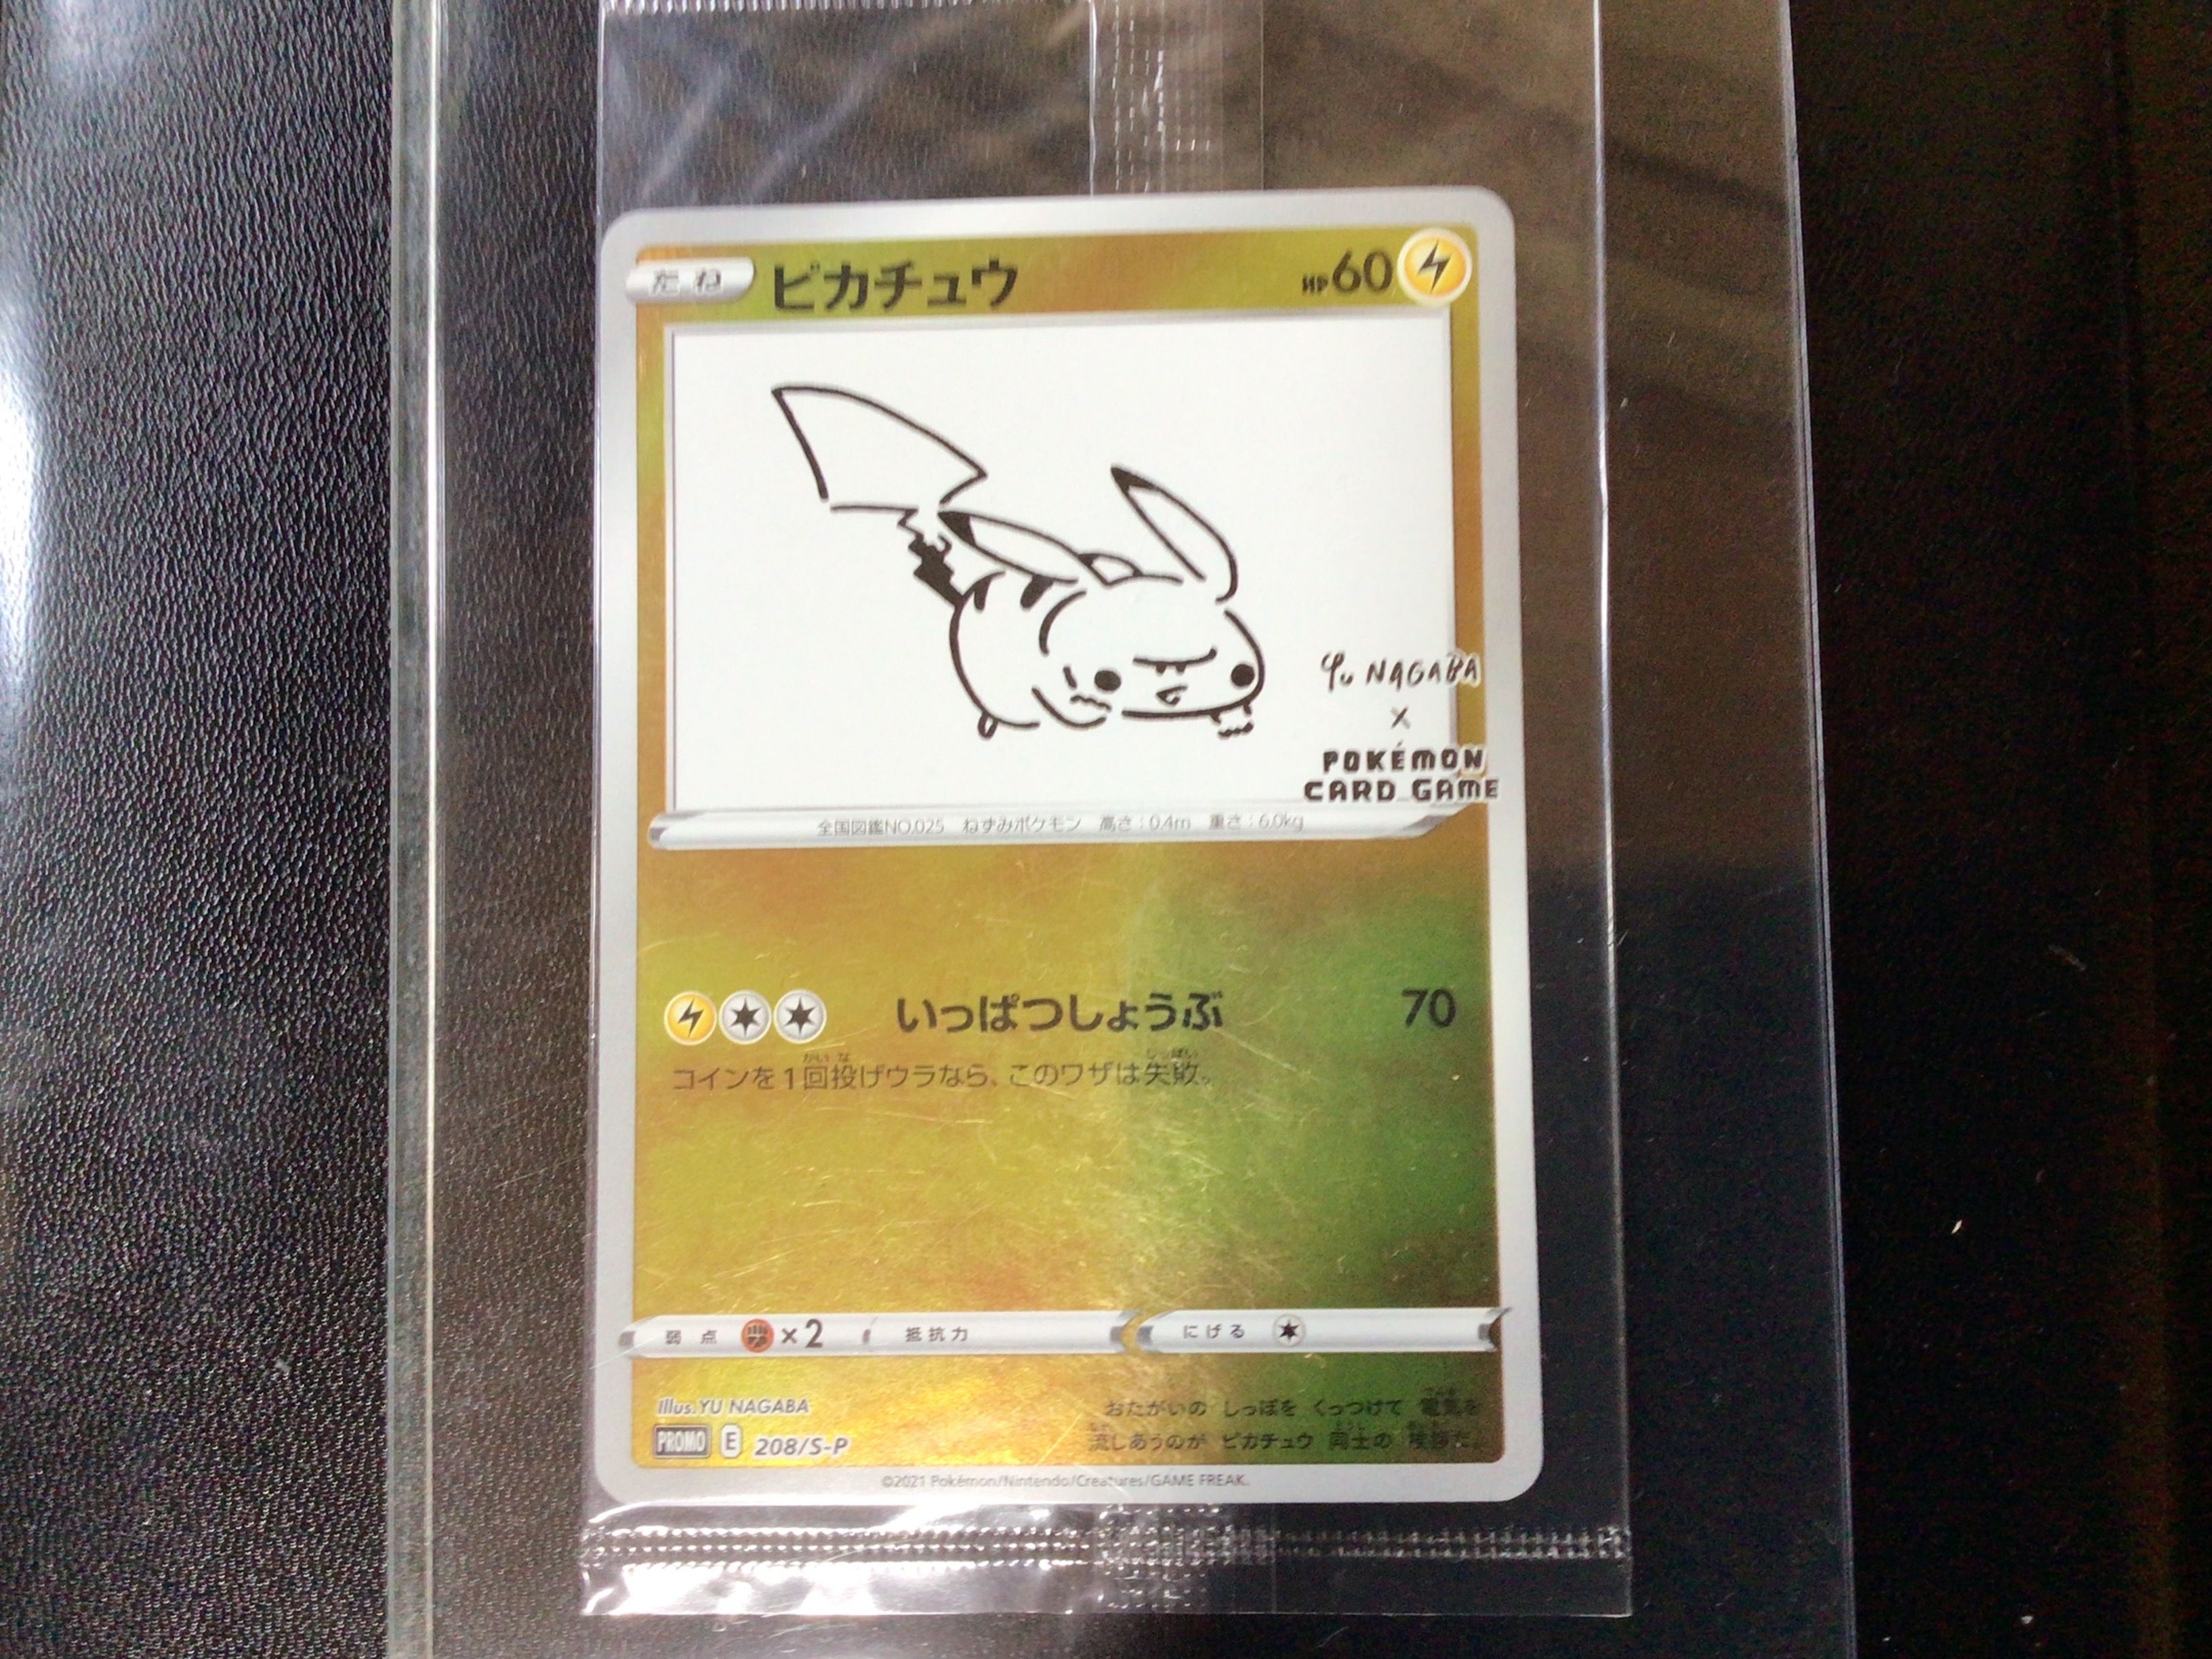 たね ピカチュウ HP60
Yu NAGABA
×
POKÉMON
CARD GAME
全国図鑑NO.025 ねずみポケモン 高さ:0.4m 重さ:6.0kg
いっぱつしょうぶ 70
コインを1回投げウラなら、このワザは失敗。
弱点 ×2 抵抗力 にげる
Illus. YU NAGABA
PROMO E 208/S-P
おたがいの しっぽを くっつけて 電気を
流しあうのが ピカチュウ 同士の 挨拶だ。
©2021 Pokémon/Nintendo/Creatures/GAME FREAK.